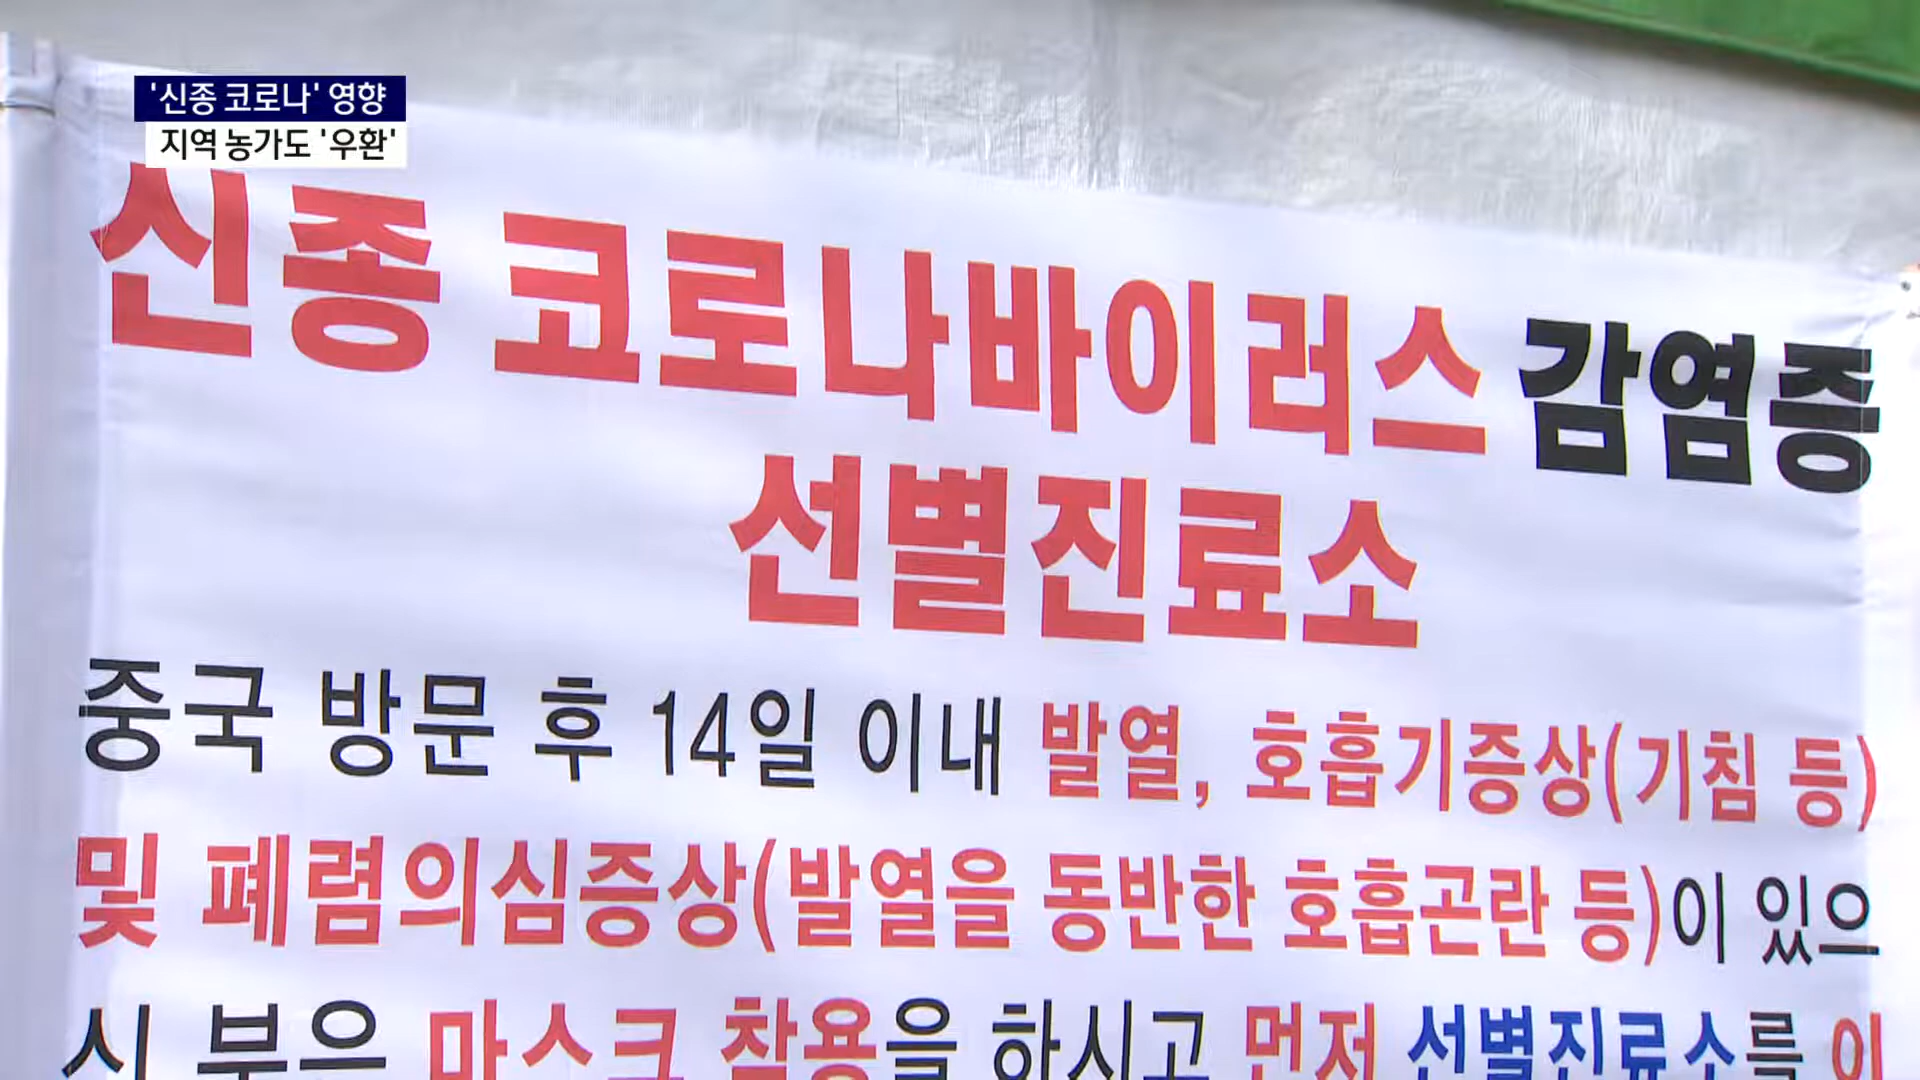 '신종 코로나' 영향
지역 농가도 '우환'
신종 코로나바이러스 감염증
선별진료소
중국 방문 후 14일 이내 발열, 호흡기증상(기침 등)
및 폐렴의심증상(발열을 동반한 호흡곤란 등)이 있으
시 분은 마스크 착용을 하시고 먼저 선별진료소를 이